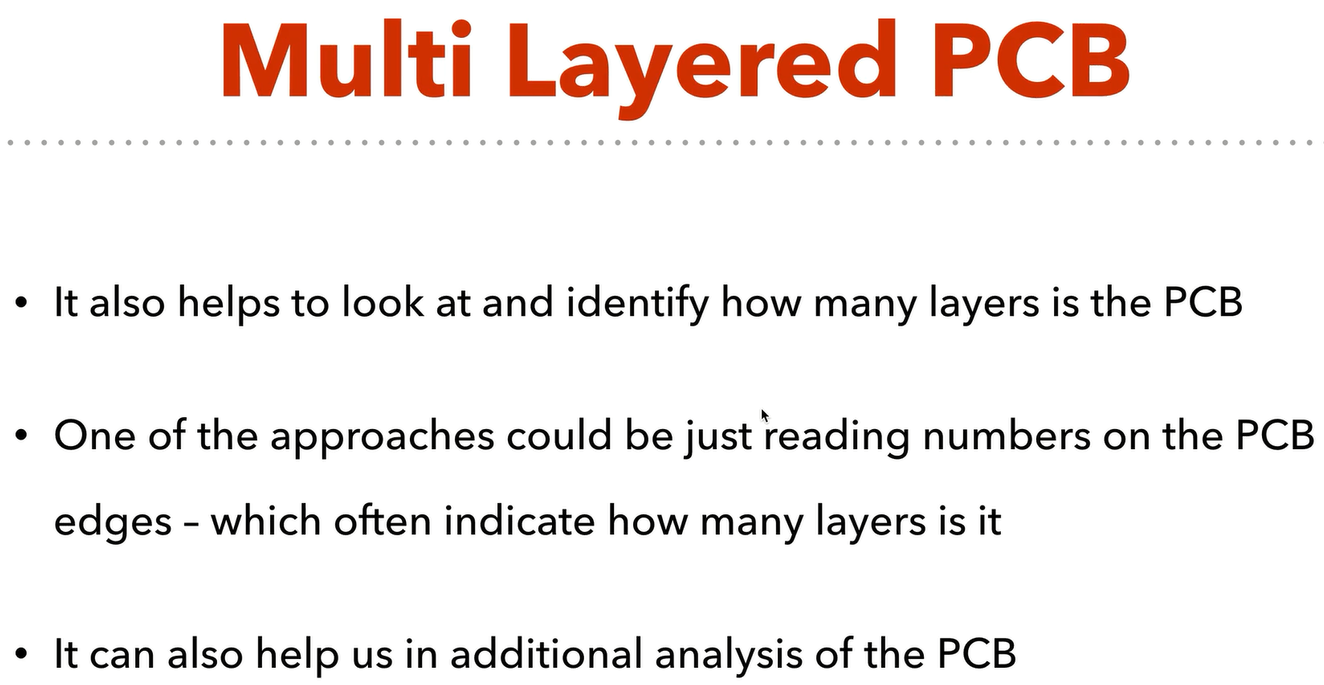 Multi Layered PCB
• It also helps to look at and identify how many layers is the PCB
• One of the approaches could be just reading numbers on the PCB
edges – which often indicate how many layers is it
• It can also help us in additional analysis of the PCB